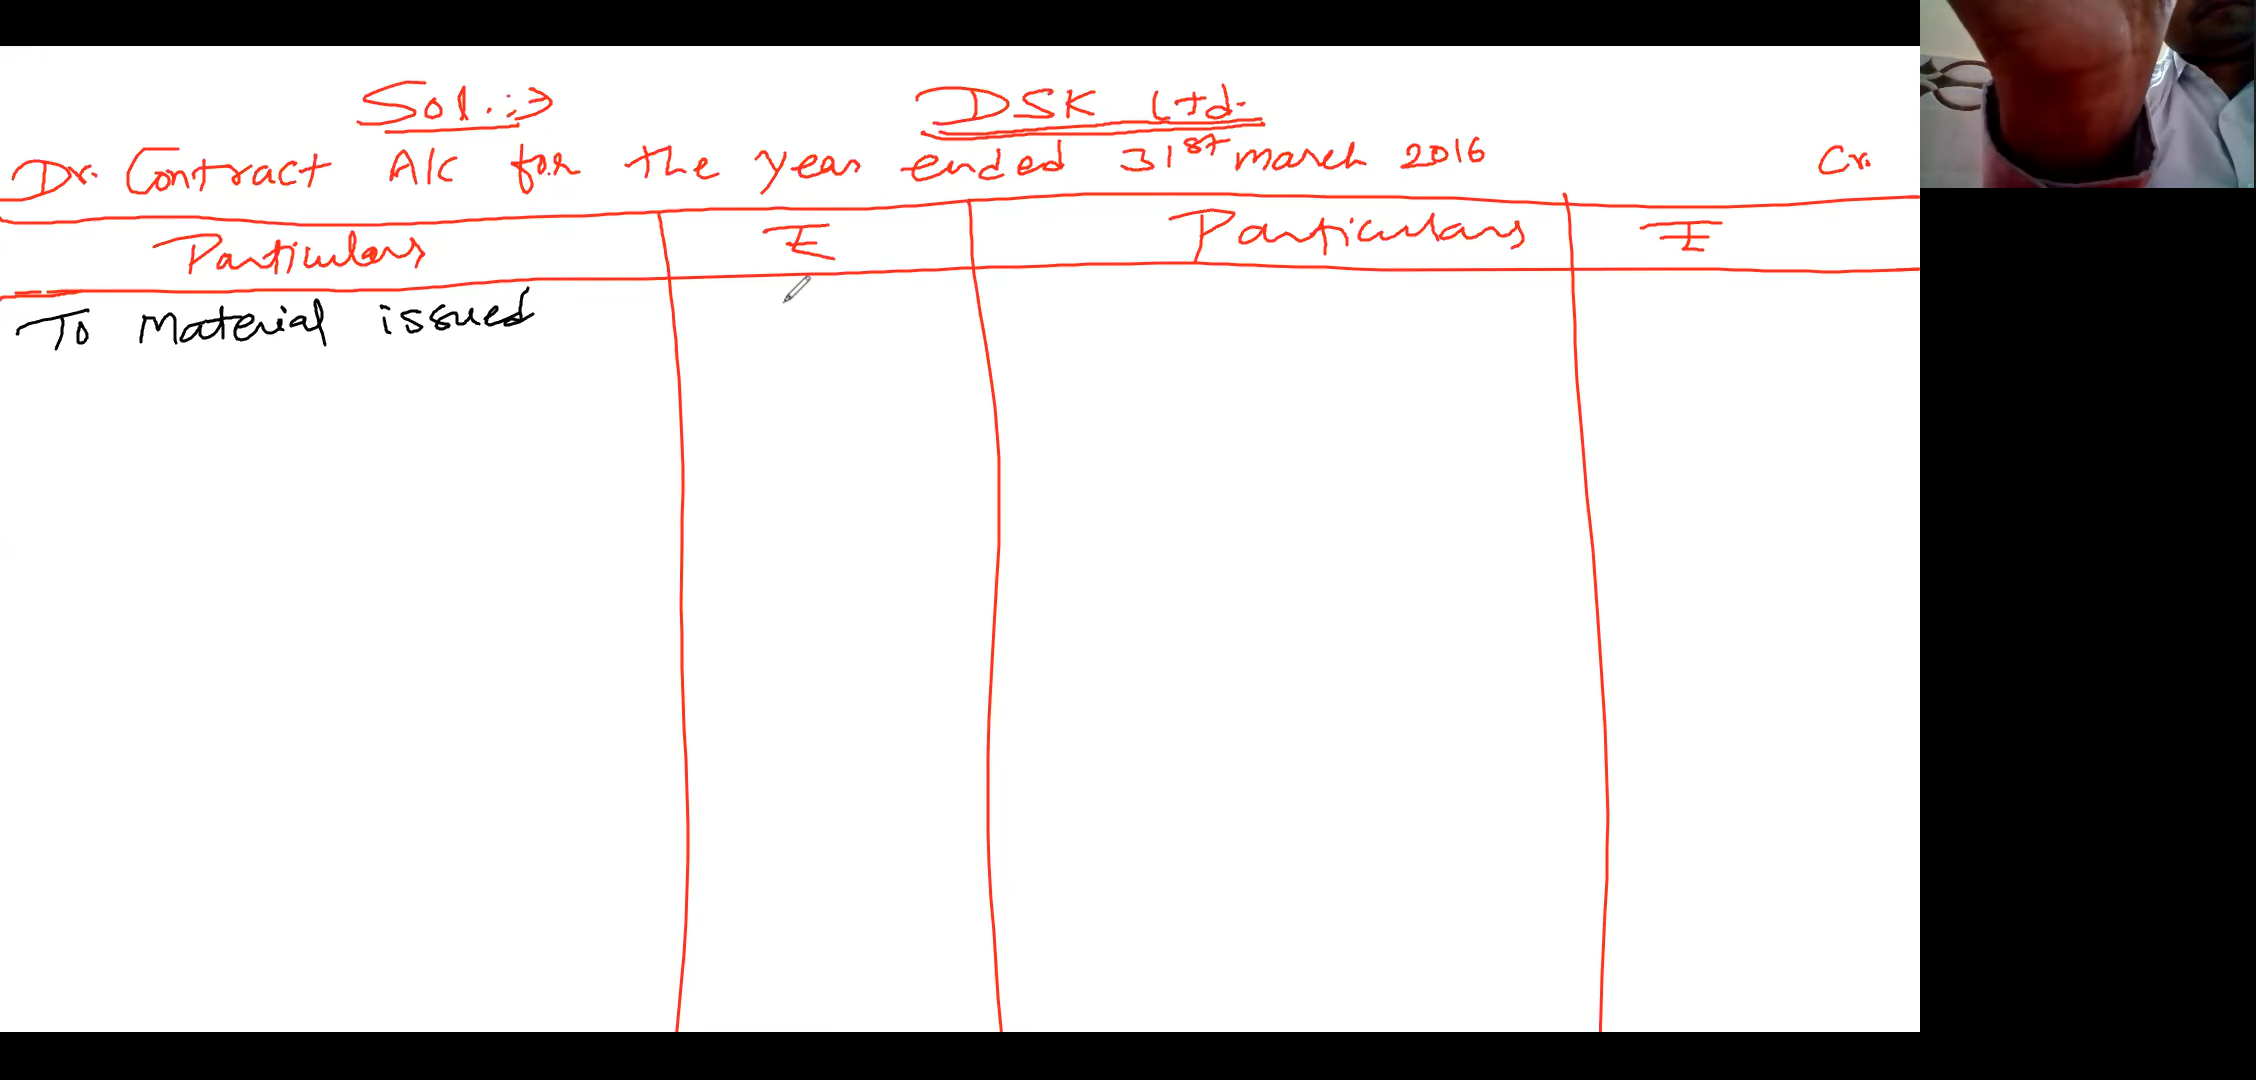 Sol. :→ DSK Ltd.
Dr. Contract A/C for the year ended 31st march 2016 Cr.
Particulars ₹ Particulars ₹
To Material issued